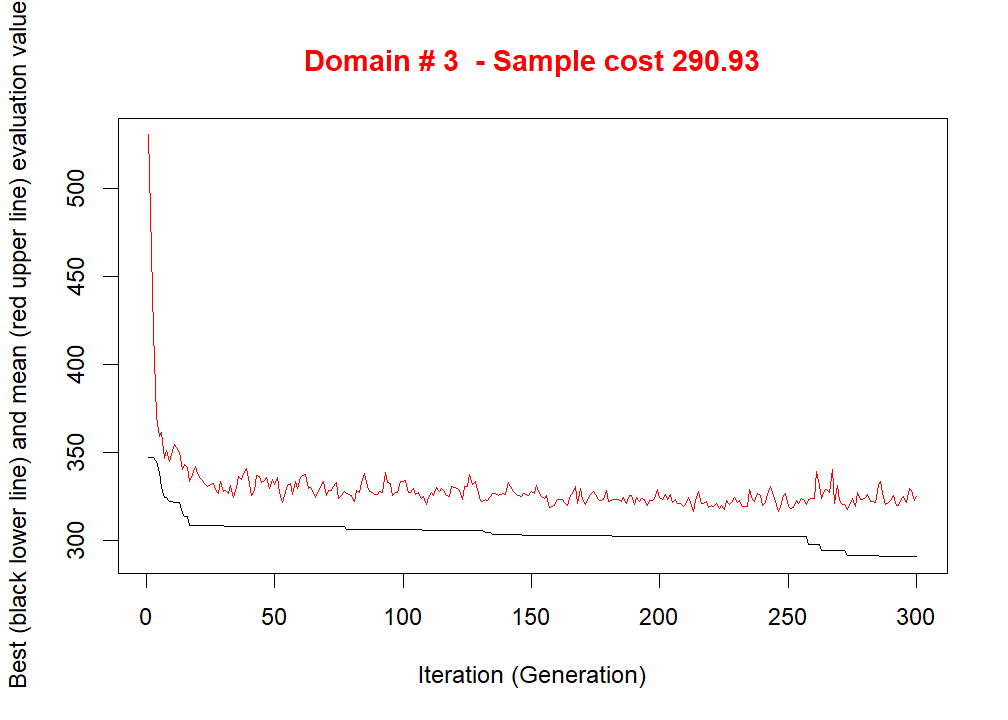 Domain # 3  - Sample cost 290.93
Best (black lower line) and mean (red upper line) evaluation value
500
450
400
350
300
0 50 100 150 200 250 300
Iteration (Generation)